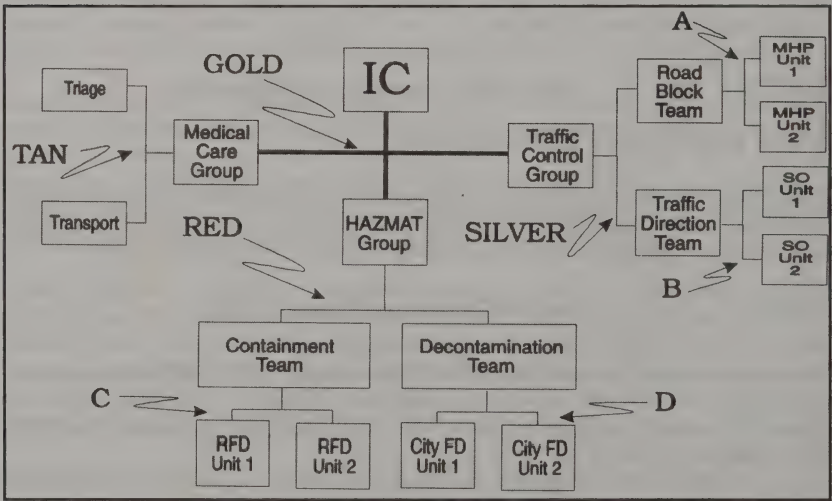 A
GOLD
IC
MHP
Unit
1
Triage
Road
Block
Team
MHP
Unit
2
TAN
Medical
Care
Group
Traffic
Control
Group
SO
Unit
1
Transport
RED
HAZMAT
Group
SILVER
Traffic
Direction
Team
SO
Unit
2
B
Containment
Team
Decontamination
Team
C
D
RFD
Unit 1
RFD
Unit 2
City FD
Unit 1
City FD
Unit 2